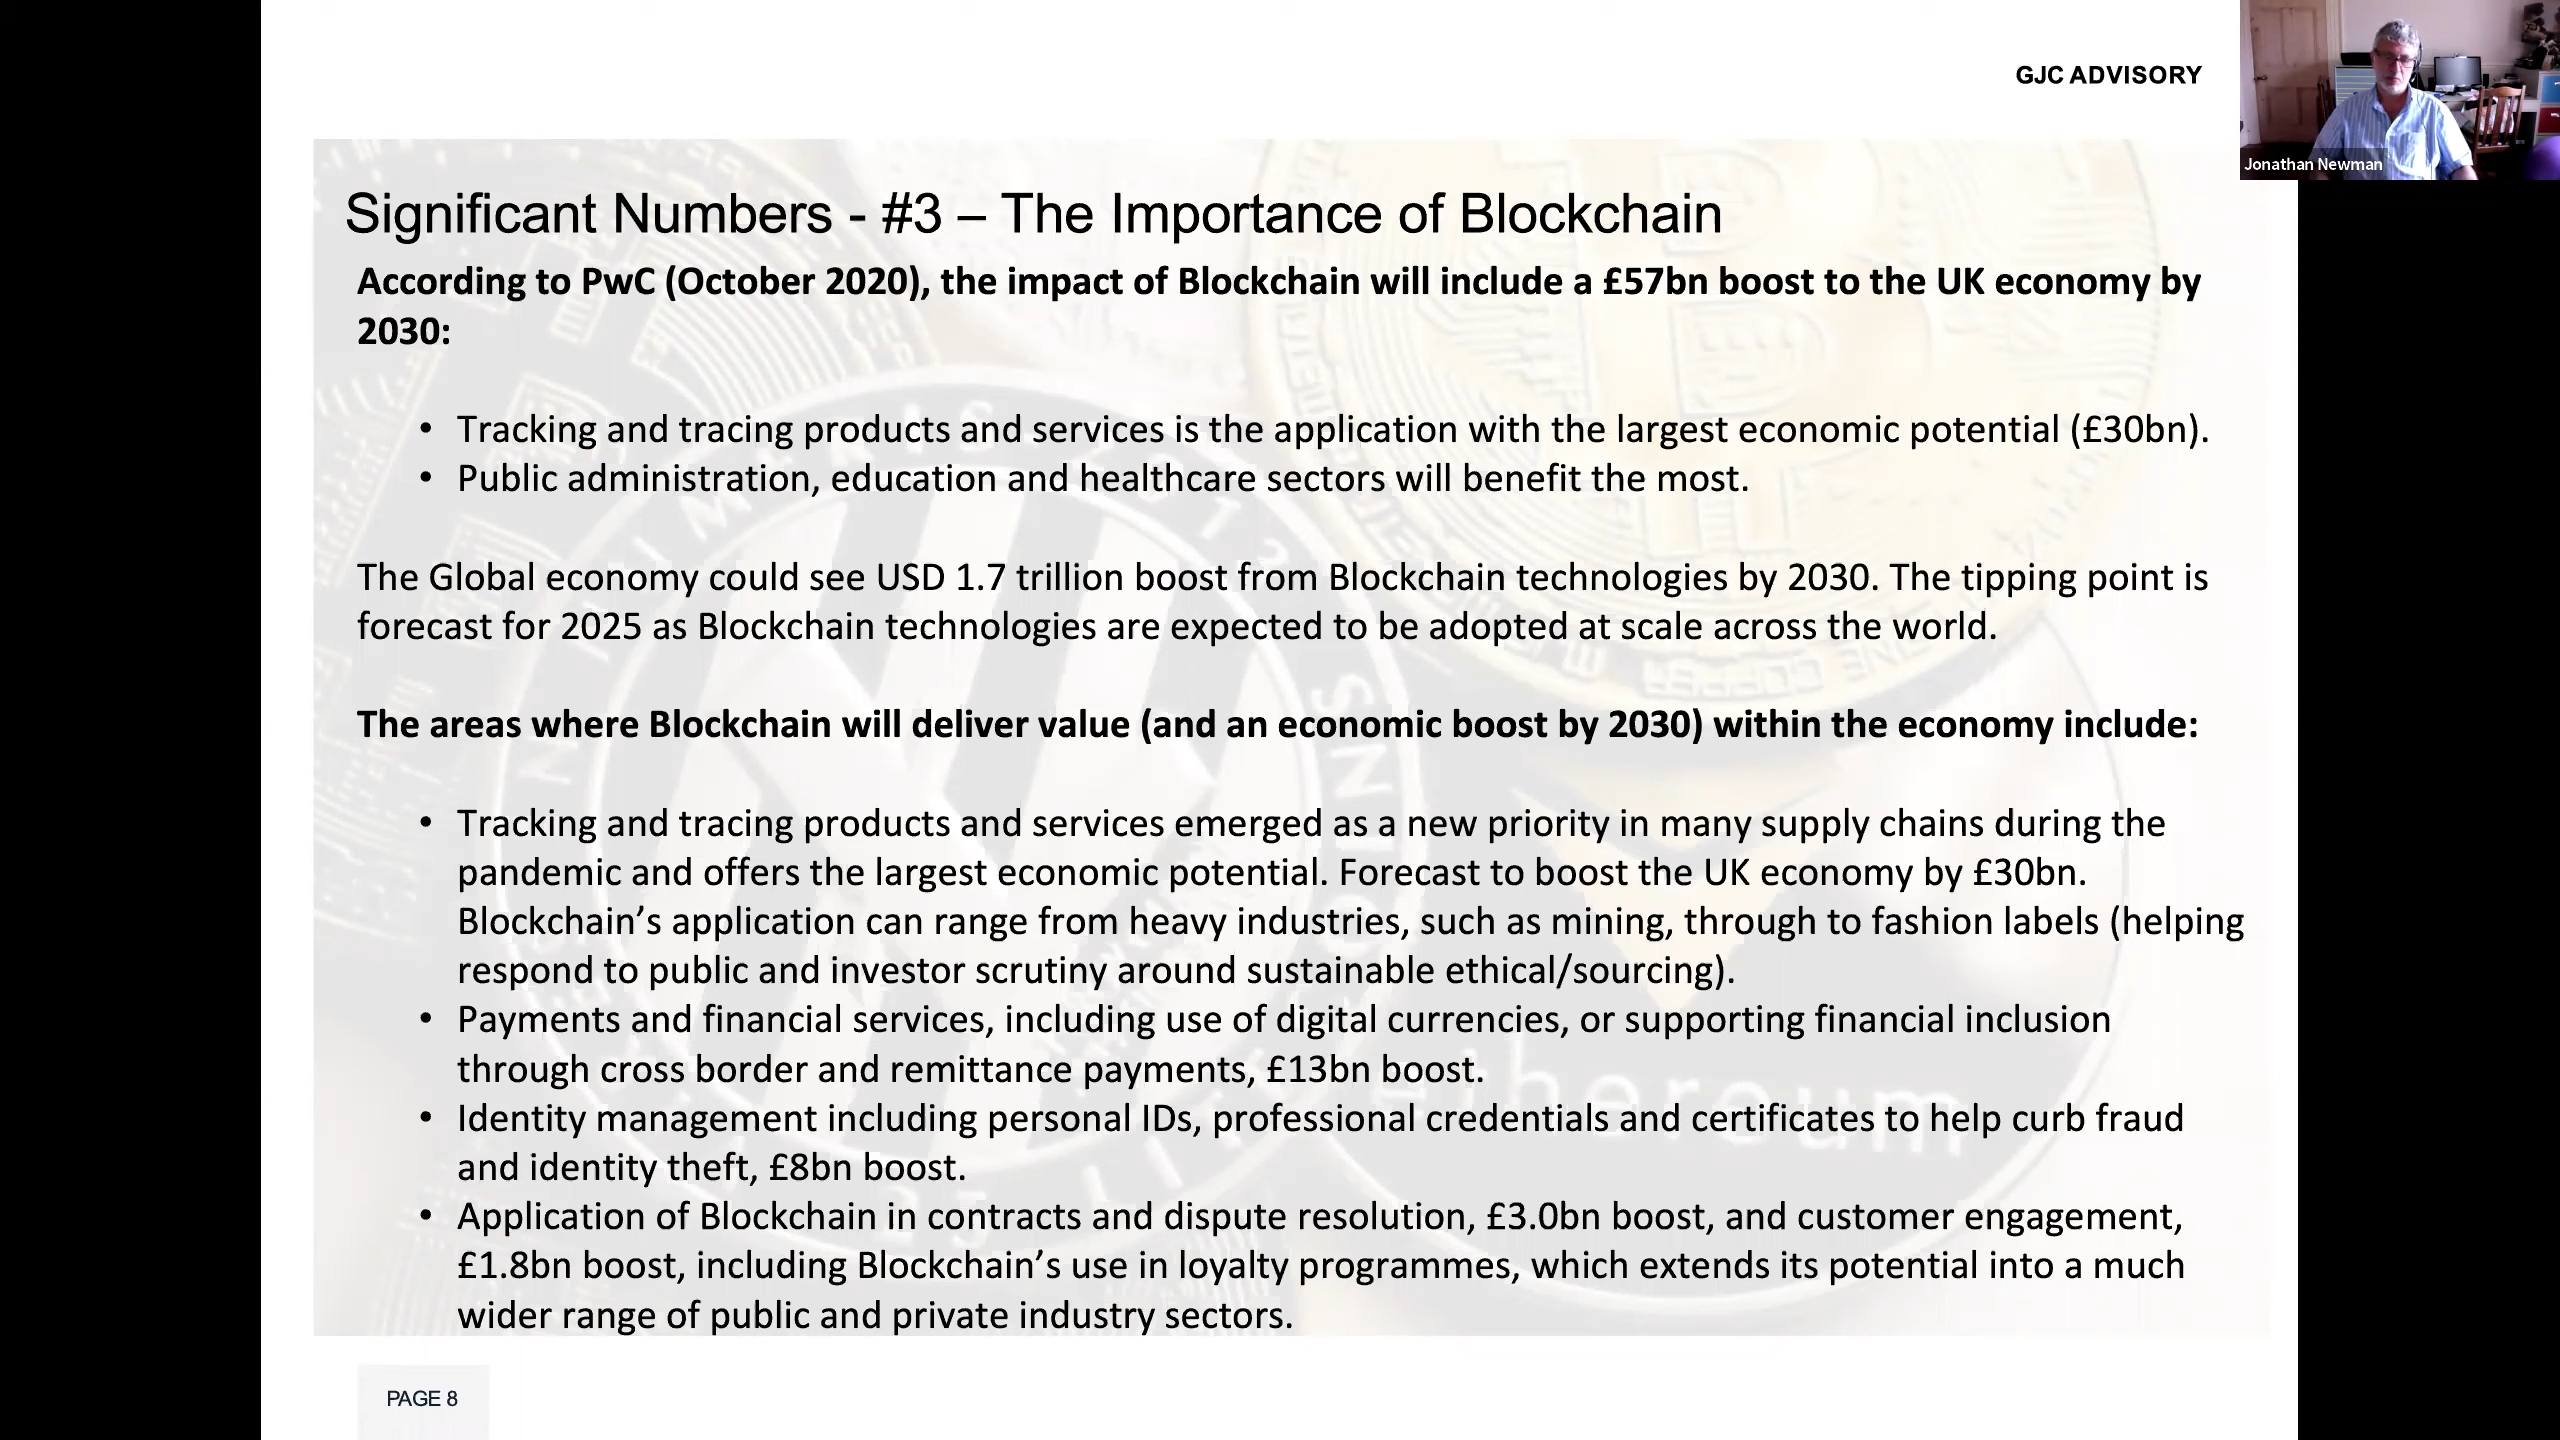 GJC ADVISORY
Jonathan Newman
Significant Numbers - #3 – The Importance of Blockchain
According to PwC (October 2020), the impact of Blockchain will include a £57bn boost to the UK economy by
2030:
• Tracking and tracing products and services is the application with the largest economic potential (£30bn).
• Public administration, education and healthcare sectors will benefit the most.
The Global economy could see USD 1.7 trillion boost from Blockchain technologies by 2030. The tipping point is
forecast for 2025 as Blockchain technologies are expected to be adopted at scale across the world.
The areas where Blockchain will deliver value (and an economic boost by 2030) within the economy include:
• Tracking and tracing products and services emerged as a new priority in many supply chains during the
pandemic and offers the largest economic potential. Forecast to boost the UK economy by £30bn.
Blockchain’s application can range from heavy industries, such as mining, through to fashion labels (helping
respond to public and investor scrutiny around sustainable ethical/sourcing).
• Payments and financial services, including use of digital currencies, or supporting financial inclusion
through cross border and remittance payments, £13bn boost.
• Identity management including personal IDs, professional credentials and certificates to help curb fraud
and identity theft, £8bn boost.
• Application of Blockchain in contracts and dispute resolution, £3.0bn boost, and customer engagement,
£1.8bn boost, including Blockchain’s use in loyalty programmes, which extends its potential into a much
wider range of public and private industry sectors.
ethereum
PAGE 8